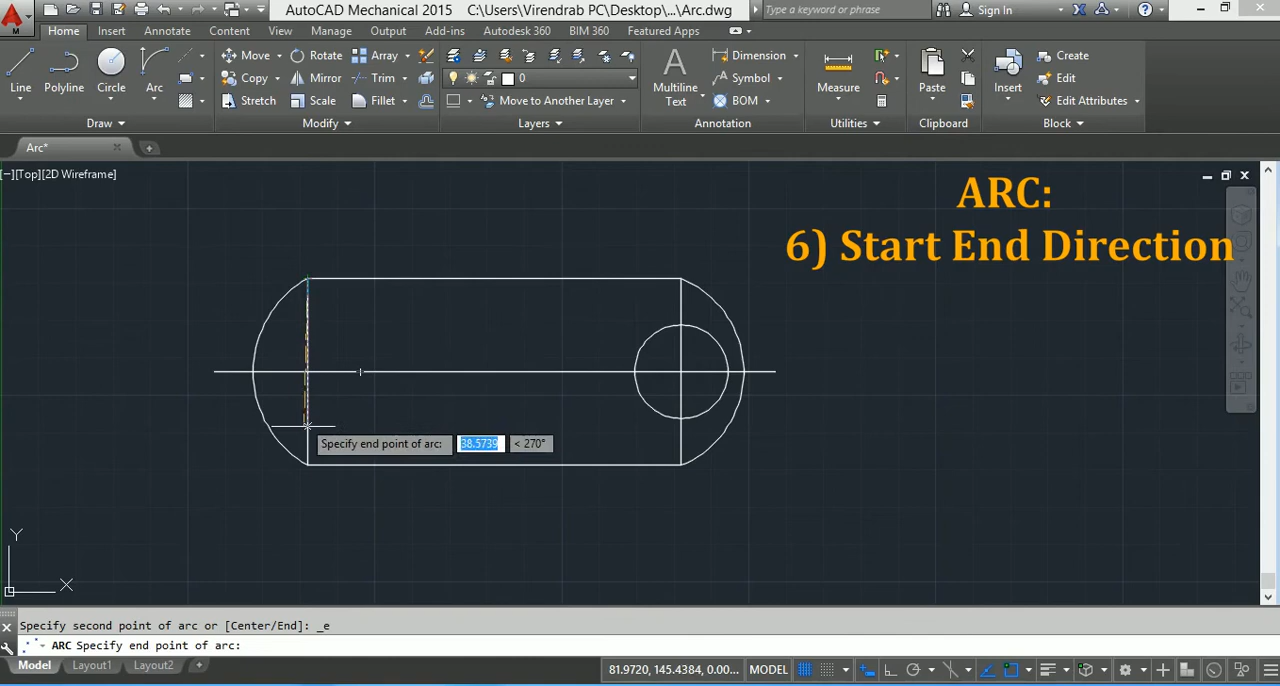 AutoCAD Mechanical 2015 C:\Users\Virendrab PC\Desktop\...\Arc.dwg
Type a keyword or phrase
Sign In
M
Home Insert Annotate Content View Manage Output Add-ins Autodesk 360 BIM 360 Featured Apps
Line Polyline Circle Arc
Draw
Move Rotate Array
Copy Mirror Trim
Stretch Scale Fillet
Modify
0
Move to Another Layer
Layers
Multiline
Text
Dimension
Symbol
BOM
Annotation
Measure
Utilities
Paste
Clipboard
Insert
Create
Edit
Edit Attributes
Block
Arc*
[−][Top][2D Wireframe]
ARC:
6) Start End Direction
Specify end point of arc: 38.5739 < 270°
Y
X
Specify second point of arc or [Center/End]: _e
ARC Specify end point of arc:
Model Layout1 Layout2 +
81.9720, 145.4384, 0.00... MODEL